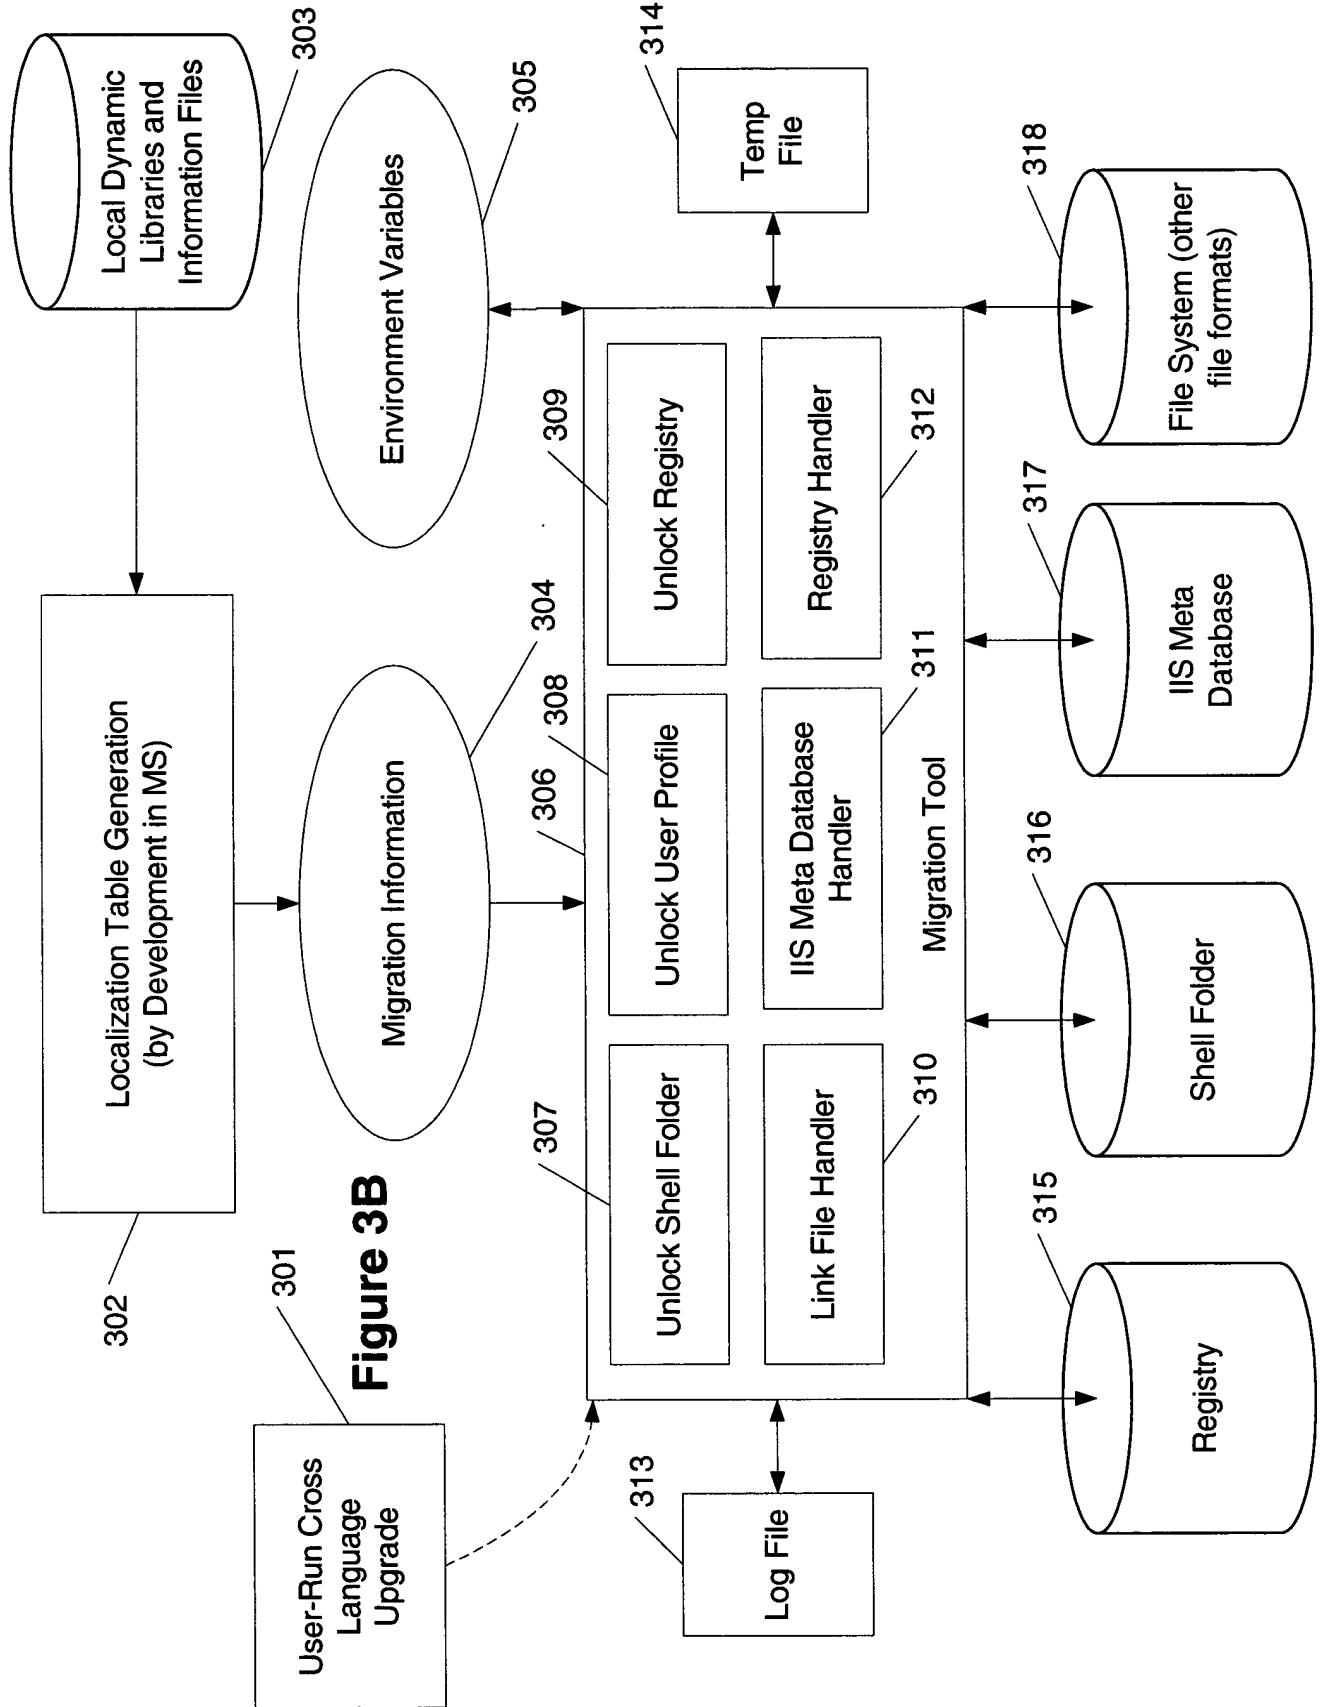 User-Run Cross
Language
Upgrade
301
302
Localization Table Generation
(by Development in MS)
Local Dynamic
Libraries and
Information Files
303
Figure 3B
Migration Information
304
Environment Variables
305
306
307
308
309
Unlock Shell Folder
Unlock User Profile
Unlock Registry
Link File Handler
IIS Meta Database
Handler
Registry Handler
310
311
312
Migration Tool
313
Log File
314
Temp
File
315
Registry
316
Shell Folder
317
IIS Meta
Database
318
File System (other
file formats)